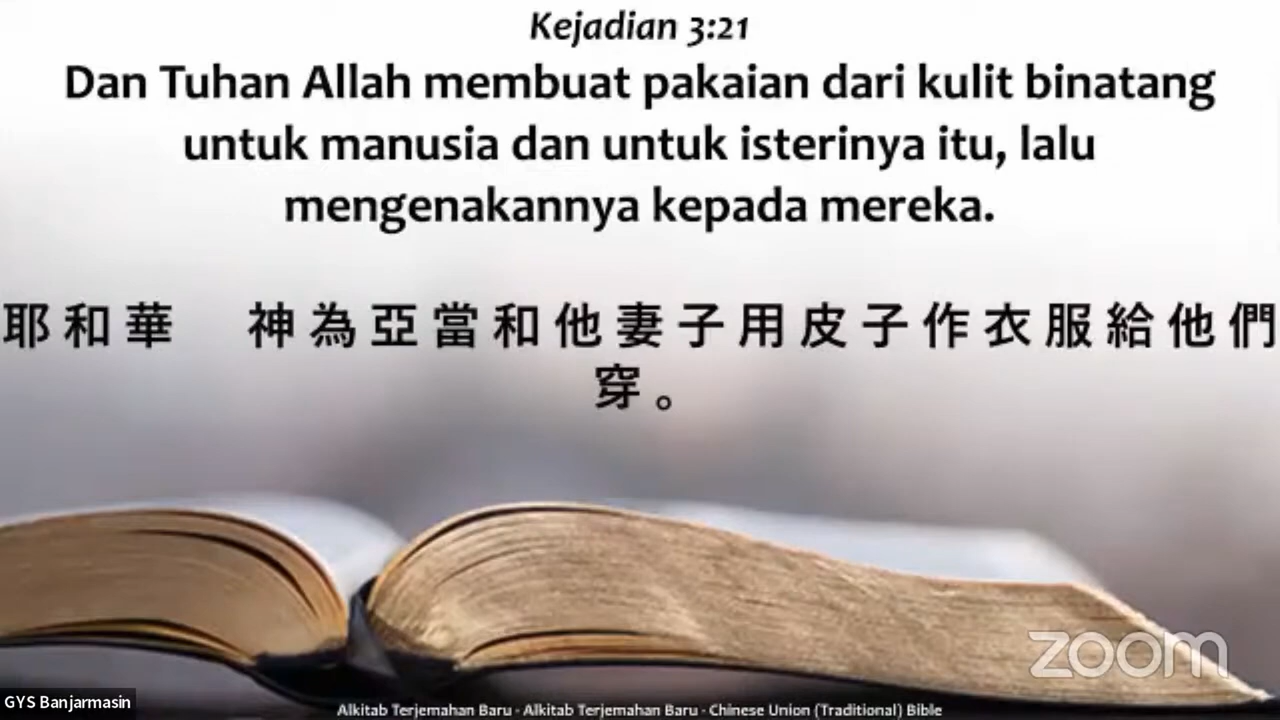 Kejadian 3:21
Dan Tuhan Allah membuat pakaian dari kulit binatang
untuk manusia dan untuk isterinya itu, lalu
mengenakannya kepada mereka.
耶和華　神為亞當和他妻子用皮子作衣服給他們
穿。
zoom
GYS Banjarmasin
Alkitab Terjemahan Baru - Alkitab Terjemahan Baru - Chinese Union (Traditional) Bible